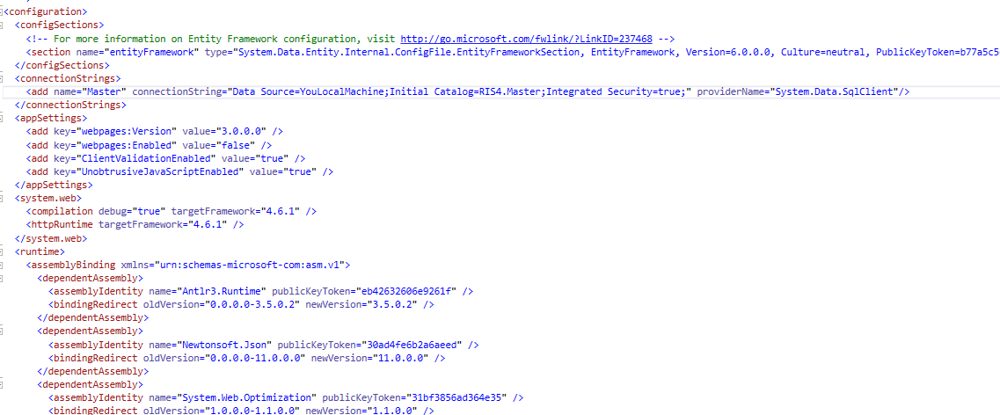 <configuration>
<configSections>
<!-- For more information on Entity Framework configuration, visit http://go.microsoft.com/fwlink/?LinkID=237468 -->
<section name="entityFramework" type="System.Data.Entity.Internal.ConfigFile.EntityFrameworkSection, EntityFramework, Version=6.0.0.0, Culture=neutral, PublicKeyToken=b77a5c5
</configSections>
<connectionStrings>
<add name="Master" connectionString="Data Source=YouLocalMachine;Initial Catalog=RIS4.Master;Integrated Security=true;" providerName="System.Data.SqlClient"/>
</connectionStrings>
<appSettings>
<add key="webpages:Version" value="3.0.0.0" />
<add key="webpages:Enabled" value="false" />
<add key="ClientValidationEnabled" value="true" />
<add key="UnobtrusiveJavaScriptEnabled" value="true" />
</appSettings>
<system.web>
<compilation debug="true" targetFramework="4.6.1" />
<httpRuntime targetFramework="4.6.1" />
</system.web>
<runtime>
<assemblyBinding xmlns="urn:schemas-microsoft-com:asm.v1">
<dependentAssembly>
<assemblyIdentity name="Antlr3.Runtime" publicKeyToken="eb42632606e9261f" />
<bindingRedirect oldVersion="0.0.0.0-3.5.0.2" newVersion="3.5.0.2" />
</dependentAssembly>
<dependentAssembly>
<assemblyIdentity name="Newtonsoft.Json" publicKeyToken="30ad4fe6b2a6aeed" />
<bindingRedirect oldVersion="0.0.0.0-11.0.0.0" newVersion="11.0.0.0" />
</dependentAssembly>
<dependentAssembly>
<assemblyIdentity name="System.Web.Optimization" publicKeyToken="31bf3856ad364e35" />
<bindingRedirect oldVersion="1.0.0.0-1.1.0.0" newVersion="1.1.0.0" />